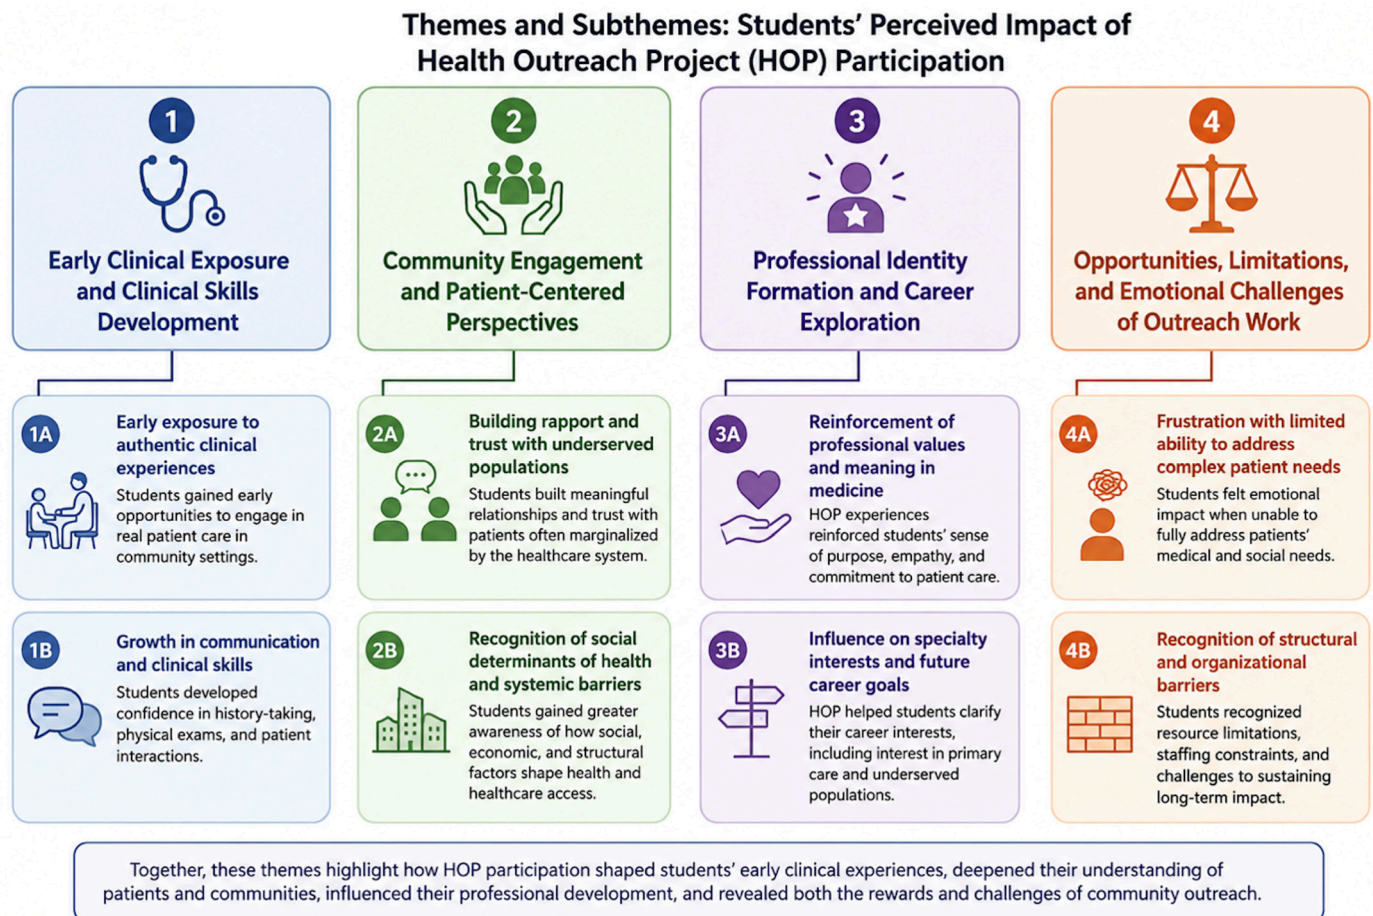 Themes and Subthemes: Students' Perceived Impact of
Health Outreach Project (HOP) Participation
1
Early Clinical Exposure
and Clinical Skills
Development
2
Community Engagement
and Patient-Centered
Perspectives
3
Professional Identity
Formation and Career
Exploration
4
Opportunities, Limitations,
and Emotional Challenges
of Outreach Work
1A
Early exposure to
authentic clinical
experiences
Students gained early
opportunities to engage in
real patient care in
community settings.
2A
Building rapport and
trust with underserved
populations
Students built meaningful
relationships and trust with
patients often marginalized
by the healthcare system.
3A
Reinforcement of
professional values
and meaning in
medicine
HOP experiences
reinforced students' sense
of purpose, empathy, and
commitment to patient care.
4A
Frustration with limited
ability to address
complex patient needs
Students felt emotional
impact when unable to
fully address patients'
medical and social needs.
1B
Growth in communication
and clinical skills
Students developed
confidence in history-taking,
physical exams, and patient
interactions.
2B
Recognition of social
determinants of health
and systemic barriers
Students gained greater
awareness of how social,
economic, and structural
factors shape health and
healthcare access.
3B
Influence on specialty
interests and future
career goals
HOP helped students clarify
their career interests,
including interest in primary
care and underserved
populations.
4B
Recognition of structural
and organizational
barriers
Students recognized
resource limitations,
staffing constraints, and
challenges to sustaining
long-term impact.
Together, these themes highlight how HOP participation shaped students' early clinical experiences, deepened their understanding of
patients and communities, influenced their professional development, and revealed both the rewards and challenges of community outreach.